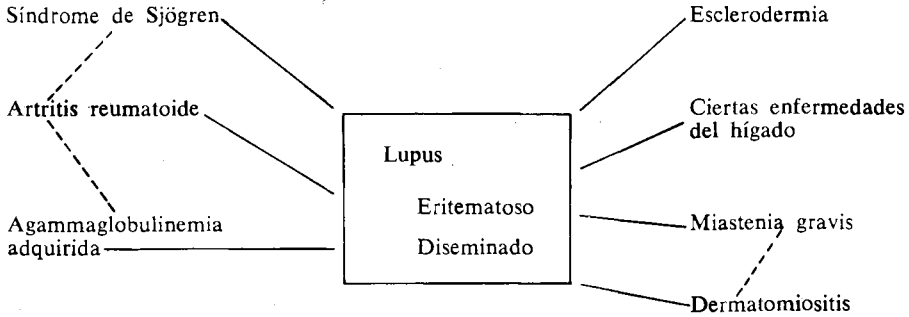 Síndrome de Sjögren
Esclerodermia
Artritis reumatoide
Ciertas enfermedades
del hígado
Lupus
Eritematoso
Diseminado
Agammaglobulinemia
adquirida
Miastenia gravis
Dermatomiositis